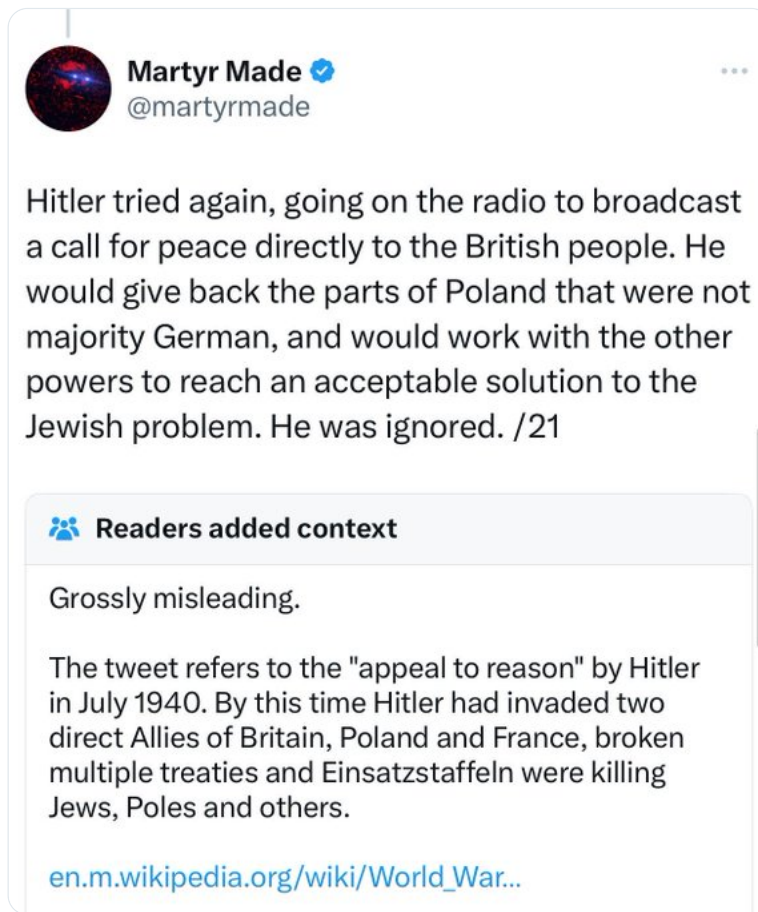 Martyr Made
@martyrmade
Hitler tried again, going on the radio to broadcast
a call for peace directly to the British people. He
would give back the parts of Poland that were not
majority German, and would work with the other
powers to reach an acceptable solution to the
Jewish problem. He was ignored. /21
Readers added context
Grossly misleading.
The tweet refers to the "appeal to reason" by Hitler
in July 1940. By this time Hitler had invaded two
direct Allies of Britain, Poland and France, broken
multiple treaties and Einsatzstaffeln were killing
Jews, Poles and others.
en.m.wikipedia.org/wiki/World_War...